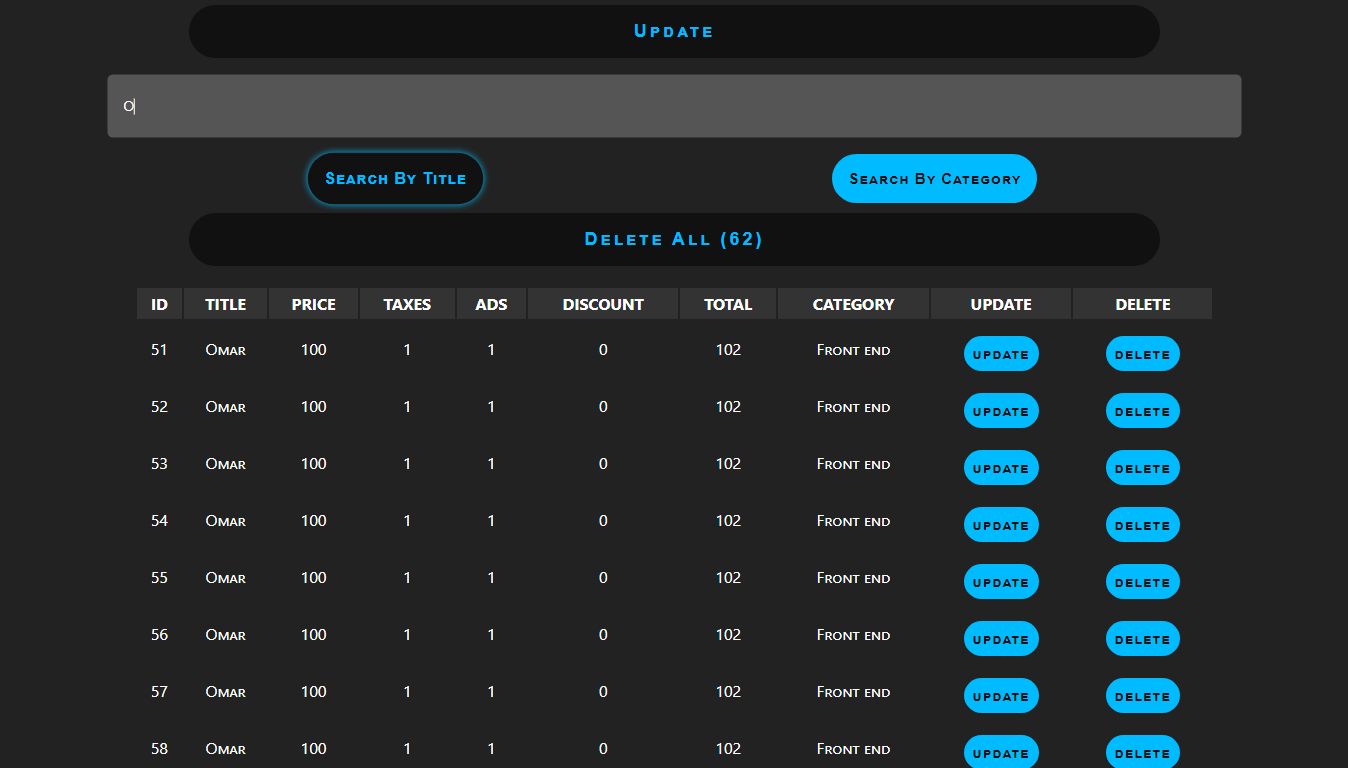 Update
O
Search By Title Search By Category
Delete All (62)
ID TITLE PRICE TAXES ADS DISCOUNT TOTAL CATEGORY UPDATE DELETE
51 Omar 100 1 1 0 102 Front end update delete
52 Omar 100 1 1 0 102 Front end update delete
53 Omar 100 1 1 0 102 Front end update delete
54 Omar 100 1 1 0 102 Front end update delete
55 Omar 100 1 1 0 102 Front end update delete
56 Omar 100 1 1 0 102 Front end update delete
57 Omar 100 1 1 0 102 Front end update delete
58 Omar 100 1 1 0 102 Front end update delete